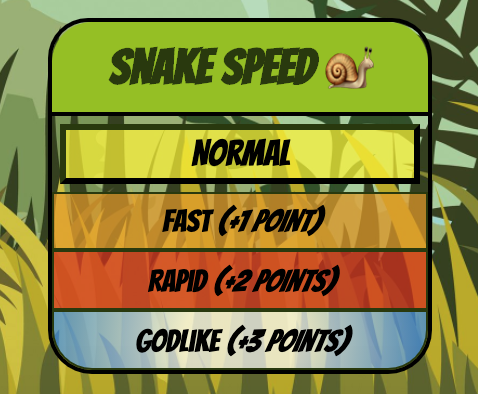 SNAKE SPEED 🐌
NORMAL
FAST (+1 POINT)
RAPID (+2 POINTS)
GODLIKE (+3 POINTS)